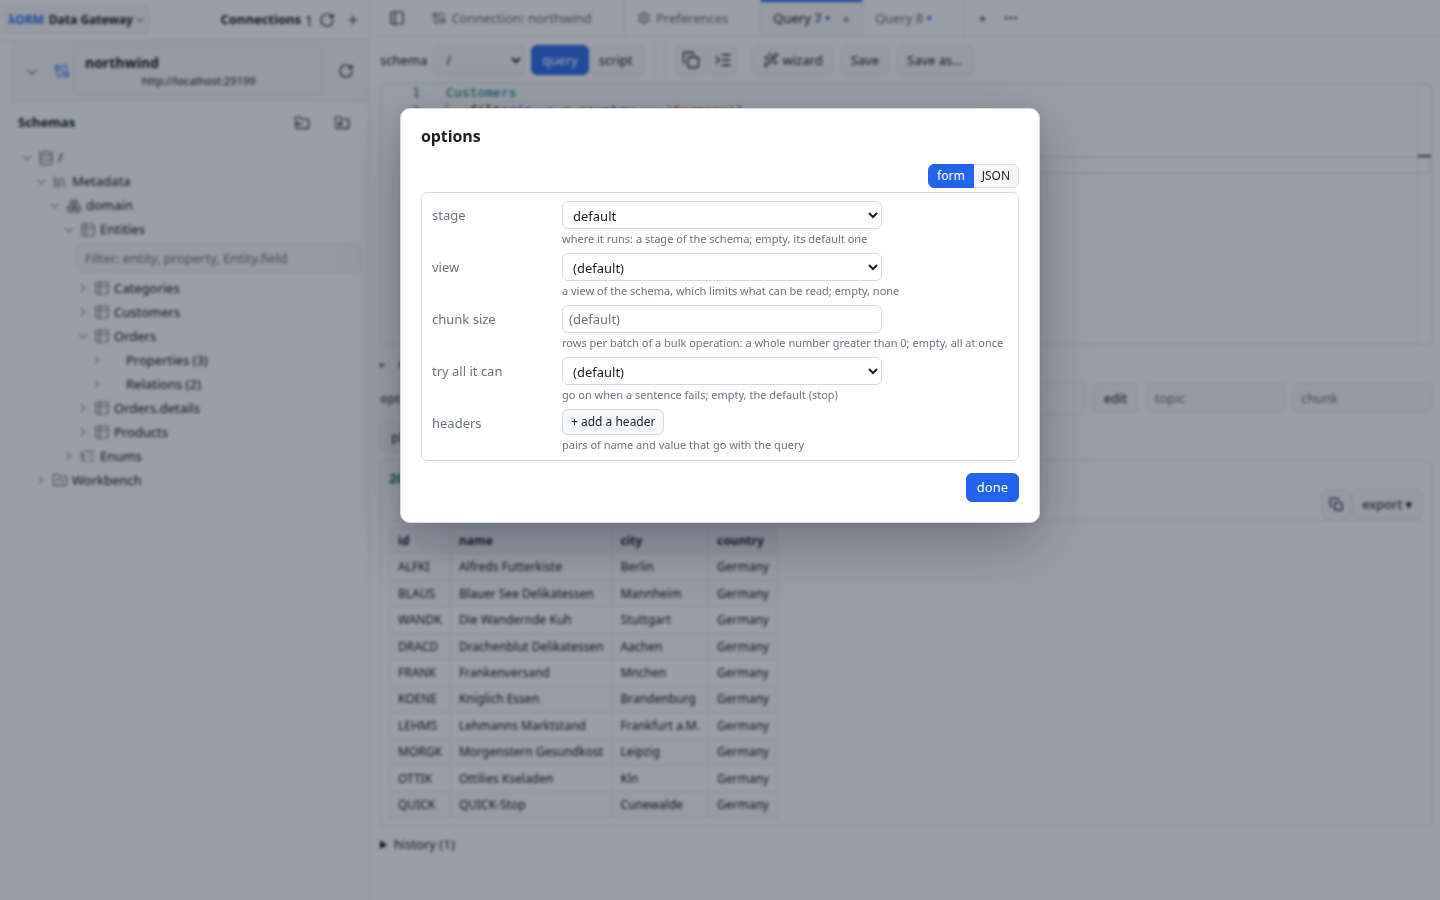 λORM Data Gateway
Connections 1
+
Connection: northwind
Preferences
Query 7 • ×
Query 8 •
+ ···
northwind
http://localhost:29199
schema / query script wizard Save Save as...
Schemas
1 Customers
/
Metadata
domain
Entities
Filter: entity, property, Entity.field
Categories
Customers
Orders
Properties (3)
Relations (2)
Orders.details
Products
Enums
Workbench
options
form JSON
stage default
where it runs: a stage of the schema; empty, its default one
view (default)
a view of the schema, which limits what can be read; empty, none
chunk size (default)
rows per batch of a bulk operation: a whole number greater than 0; empty, all at once
try all it can (default)
go on when a sentence fails; empty, the default (stop)
headers + add a header
pairs of name and value that go with the query
done
edit topic chunk
export ▾
id name city country
ALFKI Alfreds Futterkiste Berlin Germany
BLAUS Blauer See Delikatessen Mannheim Germany
WANDK Die Wandernde Kuh Stuttgart Germany
DRACD Drachenblut Delikatessen Aachen Germany
FRANK Frankenversand Mnchen Germany
KOENE Kniglich Essen Brandenburg Germany
LEHMS Lehmanns Marktstand Frankfurt a.M. Germany
MORGK Morgenstern Gesundkost Leipzig Germany
OTTIK Ottilies Kseladen Kln Germany
QUICK QUICK-Stop Cunewalde Germany
history (1)